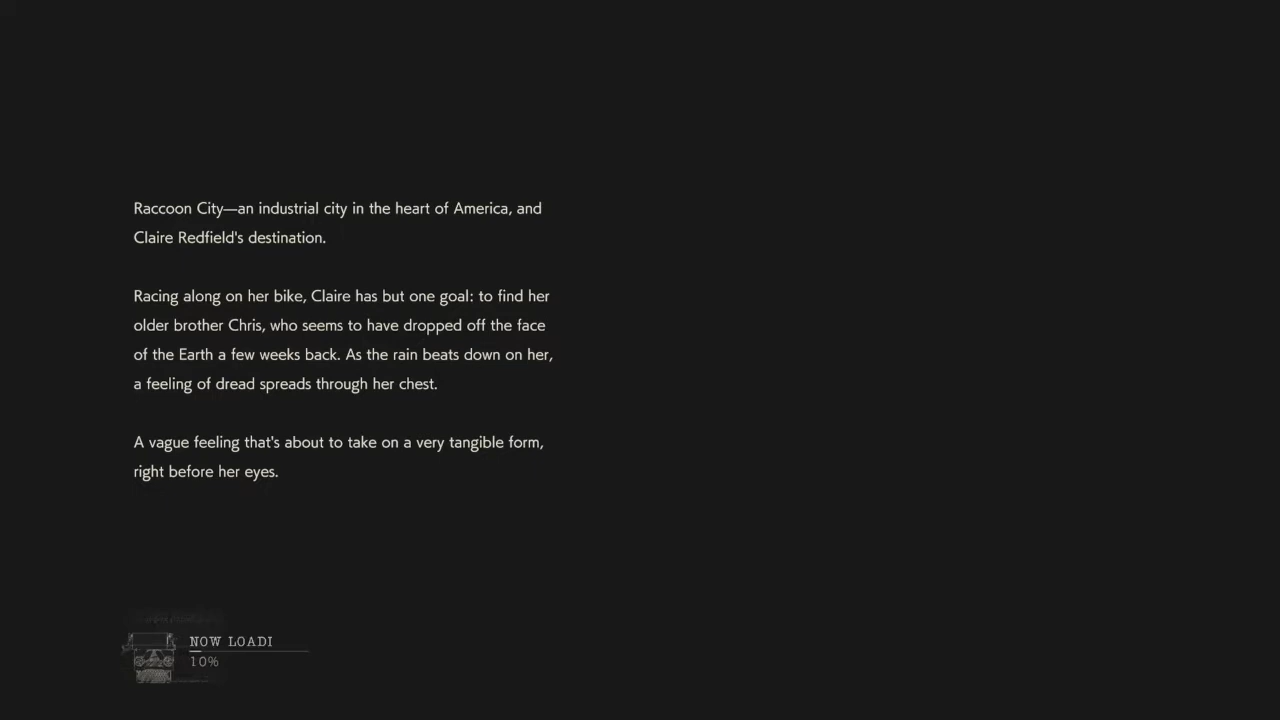 Raccoon City—an industrial city in the heart of America, and
Claire Redfield's destination.
Racing along on her bike, Claire has but one goal: to find her
older brother Chris, who seems to have dropped off the face
of the Earth a few weeks back. As the rain beats down on her,
a feeling of dread spreads through her chest.
A vague feeling that's about to take on a very tangible form,
right before her eyes.
NOW LOADI
10%